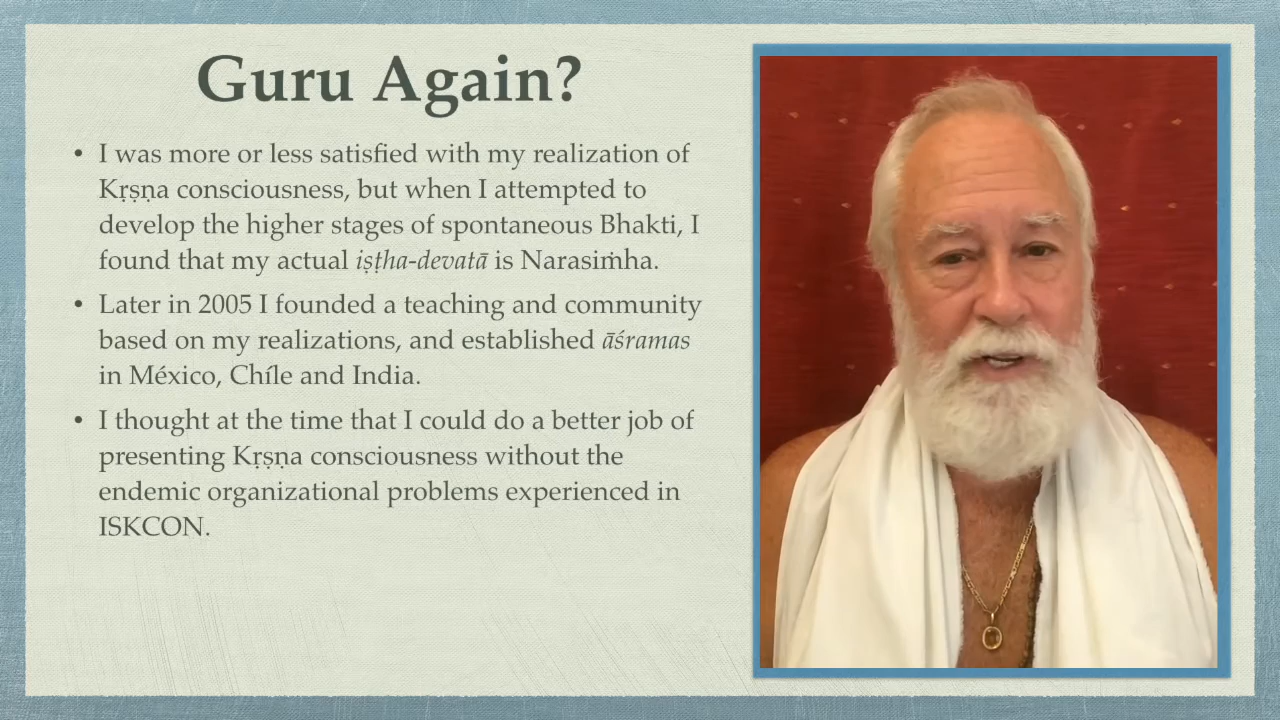 Guru Again?
• I was more or less satisfied with my realization of
Kṛṣṇa consciousness, but when I attempted to
develop the higher stages of spontaneous Bhakti, I
found that my actual iṣṭha-devatā is Narasiṁha.
• Later in 2005 I founded a teaching and community
based on my realizations, and established āśramas
in México, Chíle and India.
• I thought at the time that I could do a better job of
presenting Kṛṣṇa consciousness without the
endemic organizational problems experienced in
ISKCON.